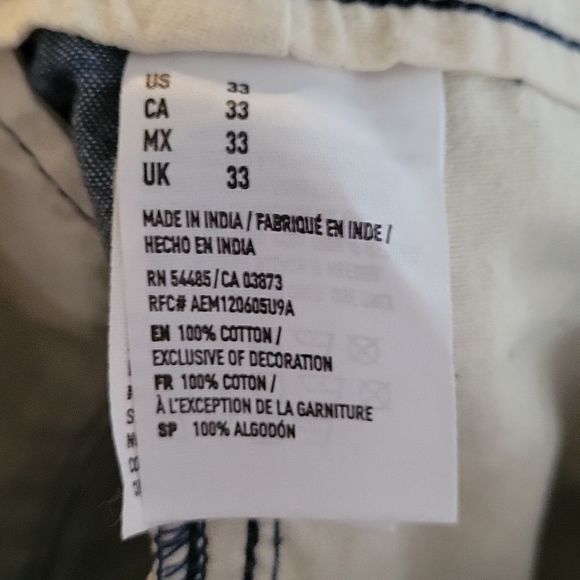 US 33
CA 33
MX 33
UK 33
MADE IN INDIA / FABRIQUÉ EN INDE /
HECHO EN INDIA
RN 54485 / CA 03873
RFC# AEM120605U9A
EN 100% COTTON /
EXCLUSIVE OF DECORATION
FR 100% COTON /
À L'EXCEPTION DE LA GARNITURE
SP 100% ALGODÓN